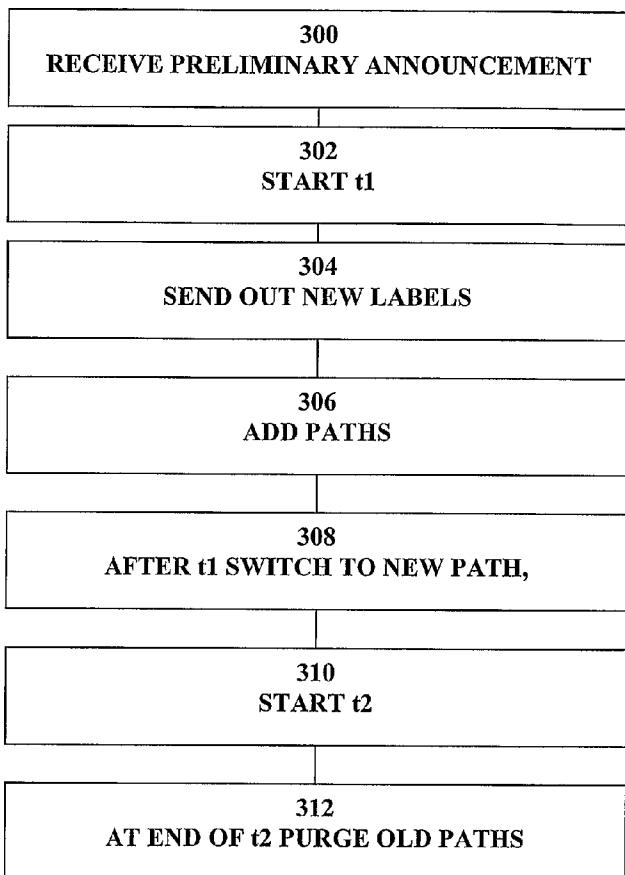 300
RECEIVE PRELIMINARY ANNOUNCEMENT
302
START t1
304
SEND OUT NEW LABELS
306
ADD PATHS
308
AFTER t1 SWITCH TO NEW PATH,
310
START t2
312
AT END OF t2 PURGE OLD PATHS